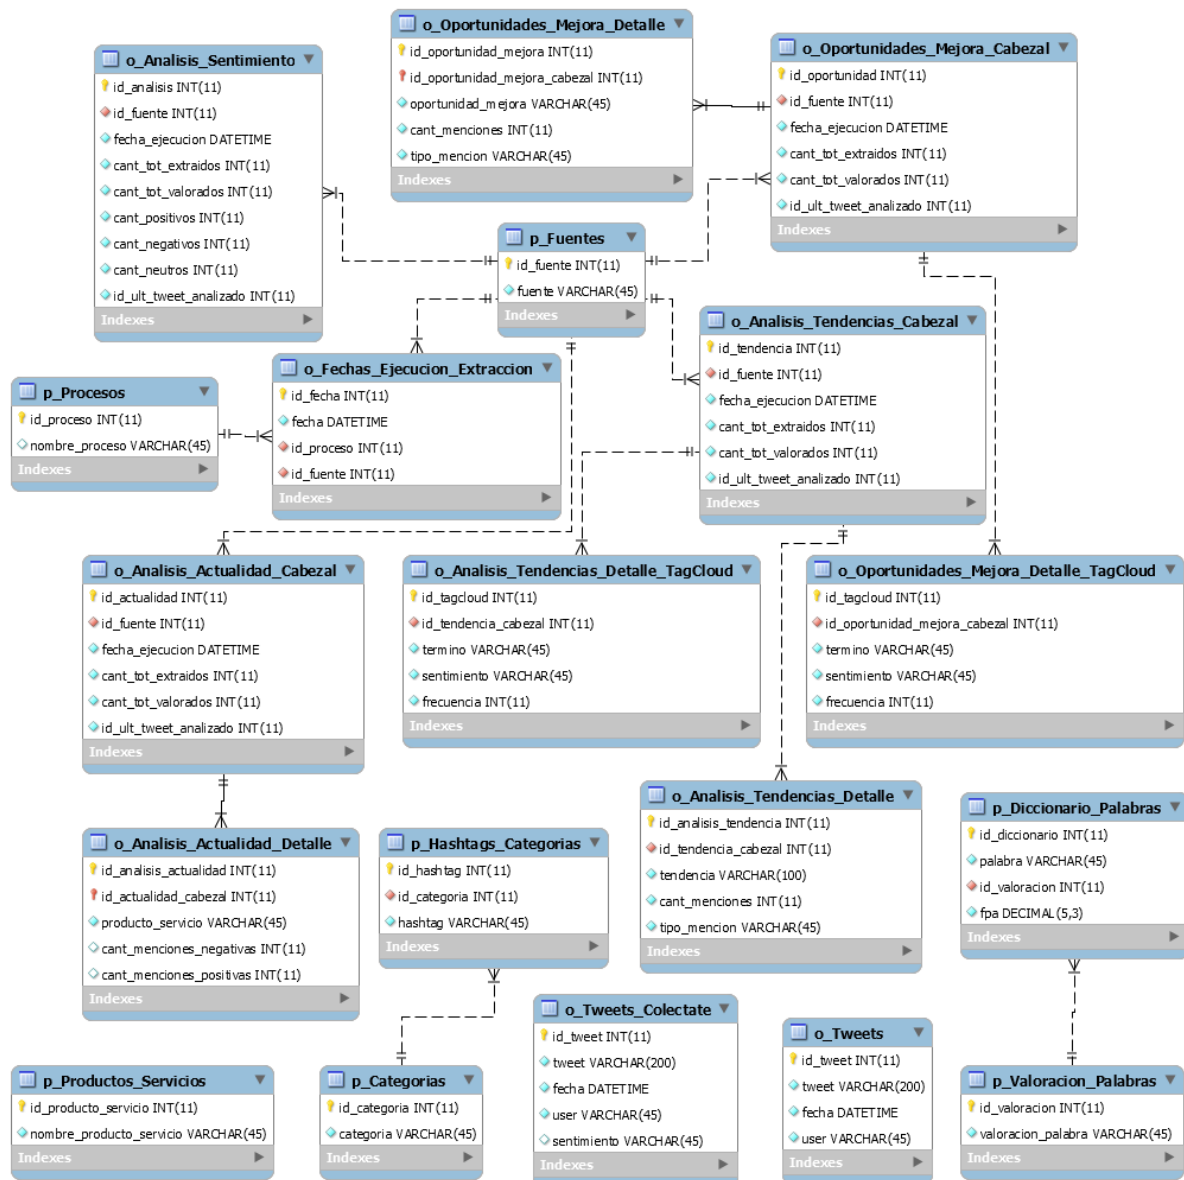 o_Oportunidades_Mejora_Detalle
id_oportunidad_mejora INT(11)
id_oportunidad_mejora_cabezal INT(11)
oportunidad_mejora VARCHAR(45)
cant_menciones INT(11)
tipo_mencion VARCHAR(45)
Indexes
o_Oportunidades_Mejora_Cabezal
id_oportunidad INT(11)
id_fuente INT(11)
fecha_ejecucion DATETIME
cant_tot_extraidos INT(11)
cant_tot_valorados INT(11)
id_ult_tweet_analizado INT(11)
Indexes
o_Analisis_Sentimiento
id_analisis INT(11)
id_fuente INT(11)
fecha_ejecucion DATETIME
cant_tot_extraidos INT(11)
cant_tot_valorados INT(11)
cant_positivos INT(11)
cant_negativos INT(11)
cant_neutros INT(11)
id_ult_tweet_analizado INT(11)
Indexes
p_Fuentes
id_fuente INT(11)
fuente VARCHAR(45)
Indexes
o_Analisis_Tendencias_Cabezal
id_tendencia INT(11)
id_fuente INT(11)
fecha_ejecucion DATETIME
cant_tot_extraidos INT(11)
cant_tot_valorados INT(11)
id_ult_tweet_analizado INT(11)
Indexes
o_Fechas_Ejecucion_Extraccion
id_fecha INT(11)
fecha DATETIME
id_proceso INT(11)
id_fuente INT(11)
Indexes
p_Procesos
id_proceso INT(11)
nombre_proceso VARCHAR(45)
Indexes
o_Analisis_Actualidad_Cabezal
id_actualidad INT(11)
id_fuente INT(11)
fecha_ejecucion DATETIME
cant_tot_extraidos INT(11)
cant_tot_valorados INT(11)
id_ult_tweet_analizado INT(11)
Indexes
o_Analisis_Tendencias_Detalle_TagCloud
id_tagcloud INT(11)
id_tendencia_cabezal INT(11)
termino VARCHAR(45)
sentimiento VARCHAR(45)
frecuencia INT(11)
Indexes
o_Oportunidades_Mejora_Detalle_TagCloud
id_tagcloud INT(11)
id_oportunidad_mejora_cabezal INT(11)
termino VARCHAR(45)
sentimiento VARCHAR(45)
frecuencia INT(11)
Indexes
o_Analisis_Actualidad_Detalle
id_analisis_actualidad INT(11)
id_actualidad_cabezal INT(11)
producto_servicio VARCHAR(45)
cant_menciones_negativas INT(11)
cant_menciones_positivas INT(11)
Indexes
p_Hashtags_Categorias
id_hashtag INT(11)
id_categoria INT(11)
hashtag VARCHAR(45)
Indexes
o_Analisis_Tendencias_Detalle
id_analisis_tendencia INT(11)
id_tendencia_cabezal INT(11)
tendencia VARCHAR(100)
cant_menciones INT(11)
tipo_mencion VARCHAR(45)
Indexes
p_Diccionario_Palabras
id_diccionario INT(11)
palabra VARCHAR(45)
id_valoracion INT(11)
fpa DECIMAL(5,3)
Indexes
p_Productos_Servicios
id_producto_servicio INT(11)
nombre_producto_servicio VARCHAR(45)
Indexes
p_Categorias
id_categoria INT(11)
categoria VARCHAR(45)
Indexes
o_Tweets_Colectate
id_tweet INT(11)
tweet VARCHAR(200)
fecha DATETIME
user VARCHAR(45)
sentimiento VARCHAR(45)
Indexes
o_Tweets
id_tweet INT(11)
tweet VARCHAR(200)
fecha DATETIME
user VARCHAR(45)
Indexes
p_Valoracion_Palabras
id_valoracion INT(11)
valoracion_palabra VARCHAR(45)
Indexes